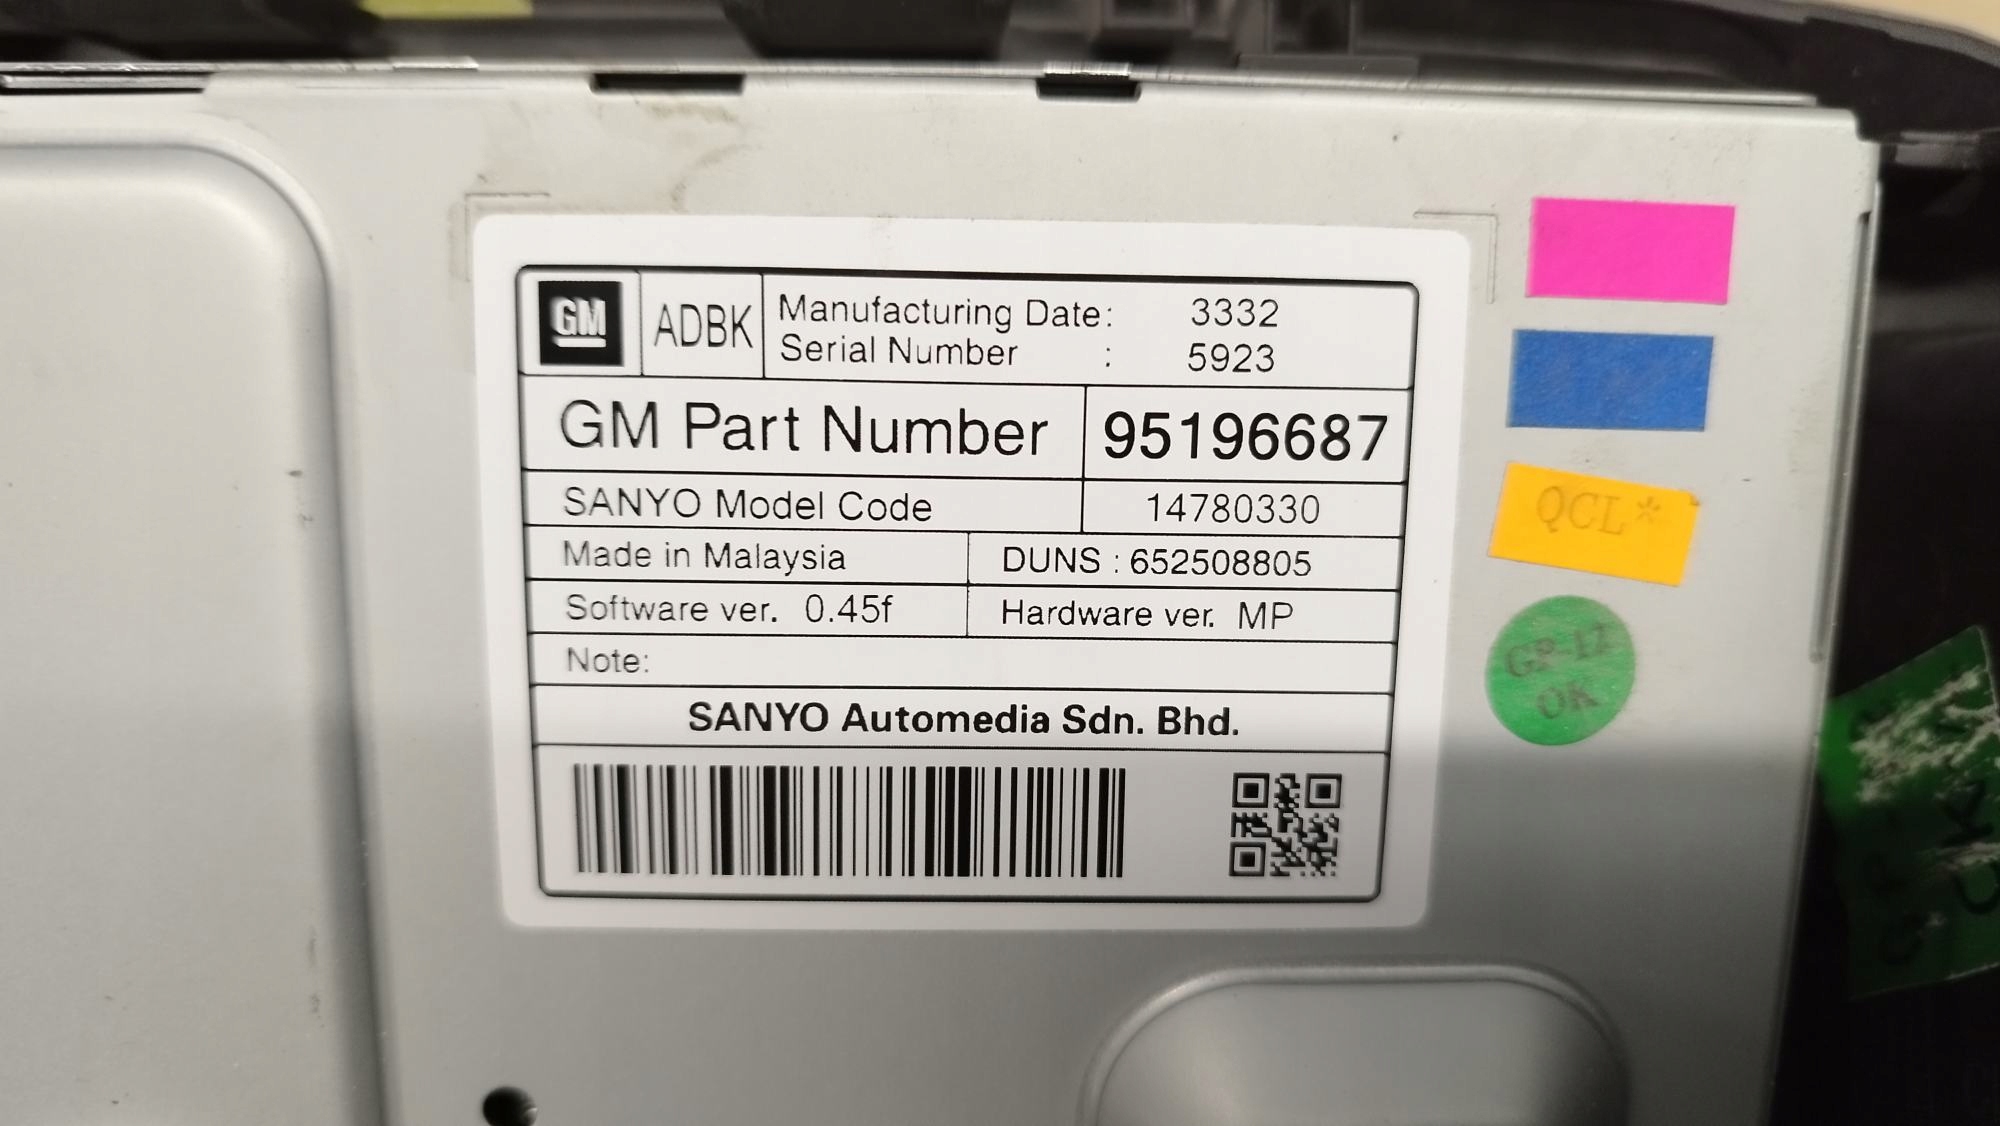 GM ADBK Manufacturing Date: 3332
Serial Number : 5923
GM Part Number 95196687
SANYO Model Code 14780330
Made in Malaysia DUNS : 652508805
Software ver. 0.45f Hardware ver. MP
Note:
SANYO Automedia Sdn. Bhd.
QCL*
GP-12
OK